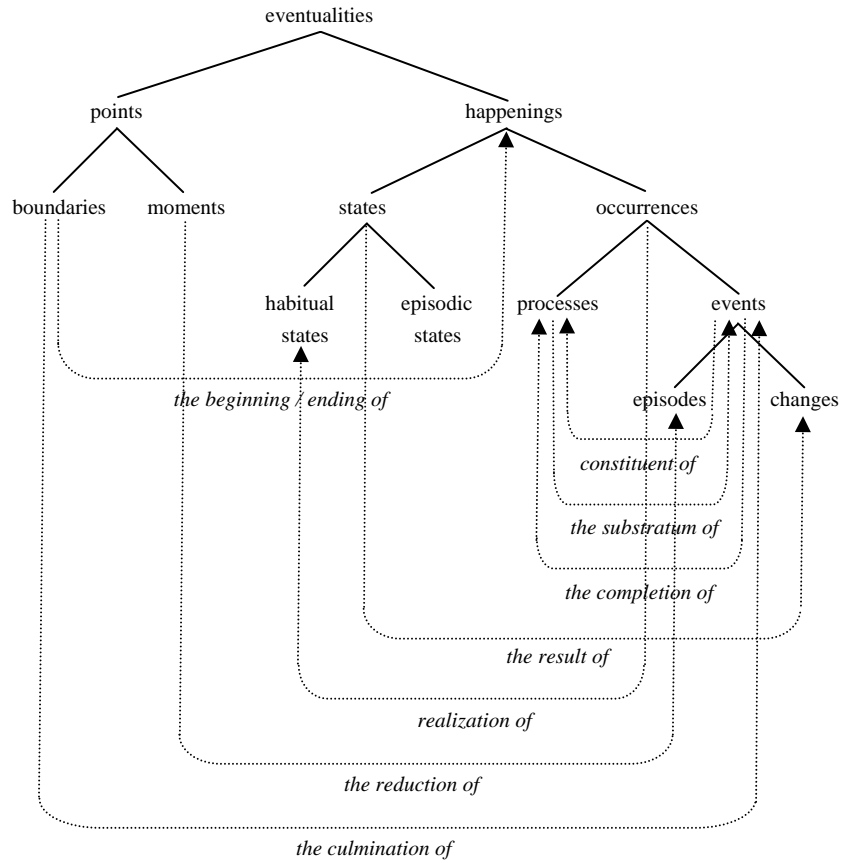 eventualities
points happenings
boundaries moments states occurrences
habitual episodic processes events
states states
the beginning / ending of episodes changes
constituent of
the substratum of
the completion of
the result of
realization of
the reduction of
the culmination of